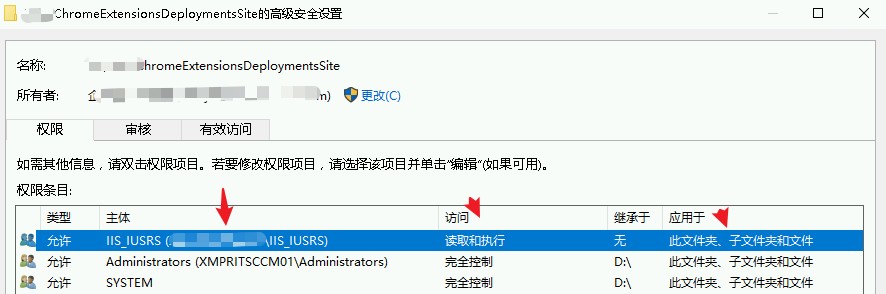 ChromeExtensionsDeploymentsSite的高级安全设置
名称: ChromeExtensionsDeploymentsSite
所有者: m) 更改(C)
权限 审核 有效访问
如需其他信息，请双击权限项目。若要修改权限项目，请选择该项目并单击"编辑"(如果可用)。
权限条目:
类型 主体 访问 继承于 应用于
允许 IIS_IUSRS ( \IIS_IUSRS) 读取和执行 无 此文件夹、子文件夹和文件
允许 Administrators (XMPRITSCCM01\Administrators) 完全控制 D:\ 此文件夹、子文件夹和文件
允许 SYSTEM 完全控制 D:\ 此文件夹、子文件夹和文件